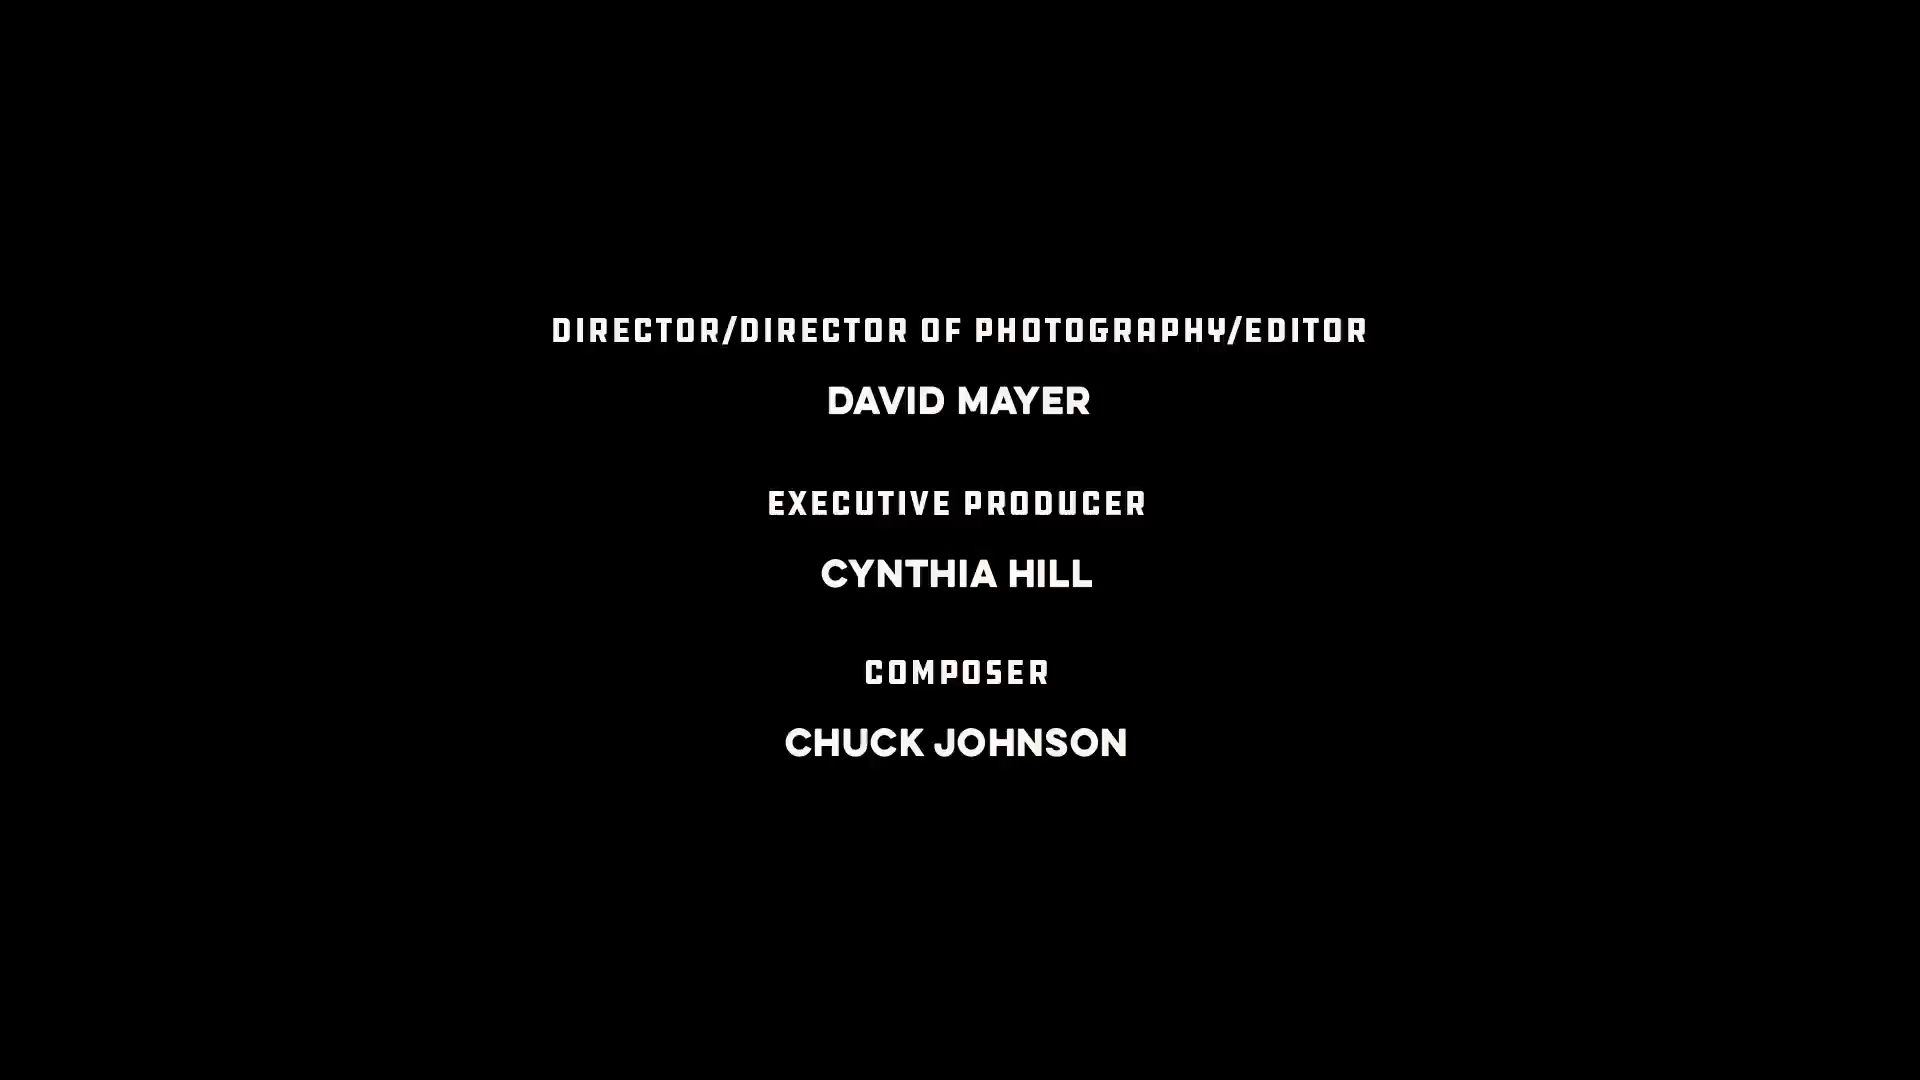 DIRECTOR/DIRECTOR OF PHOTOGRAPHY/EDITOR
DAVID MAYER
EXECUTIVE PRODUCER
CYNTHIA HILL
COMPOSER
CHUCK JOHNSON